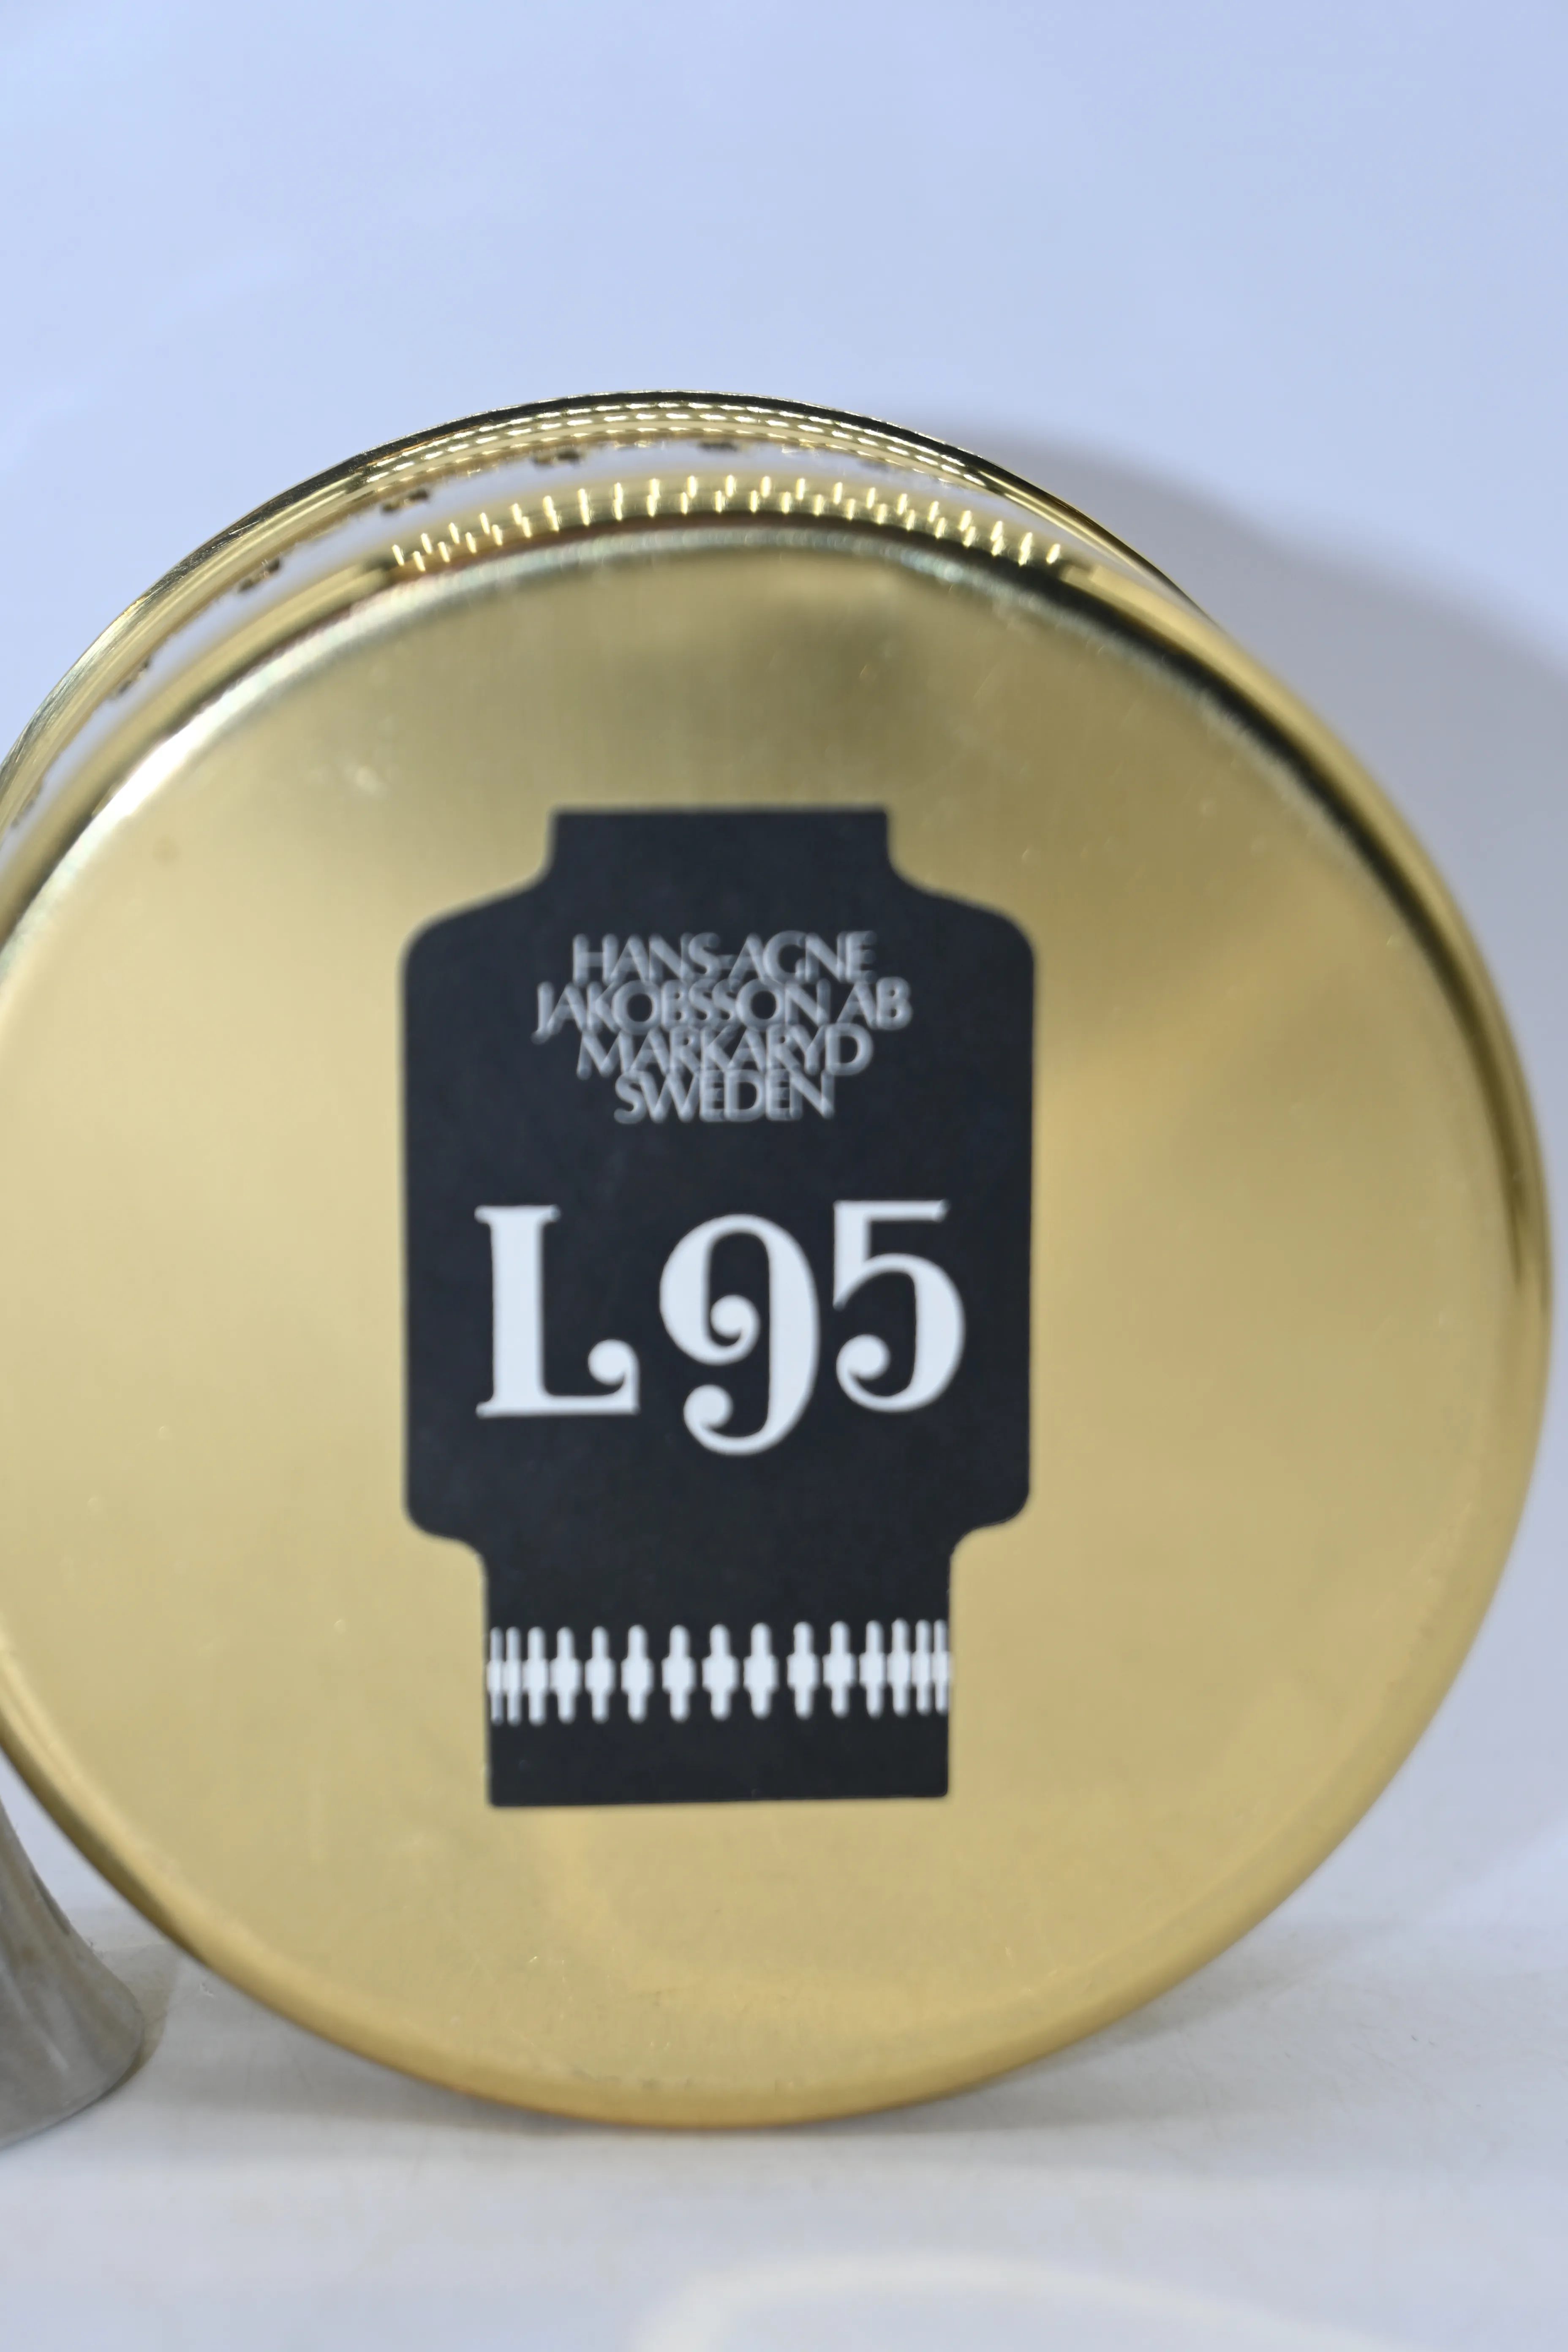 HANS-AGNE
JAKOBSSON AB
MARKARYD
SWEDEN
L95